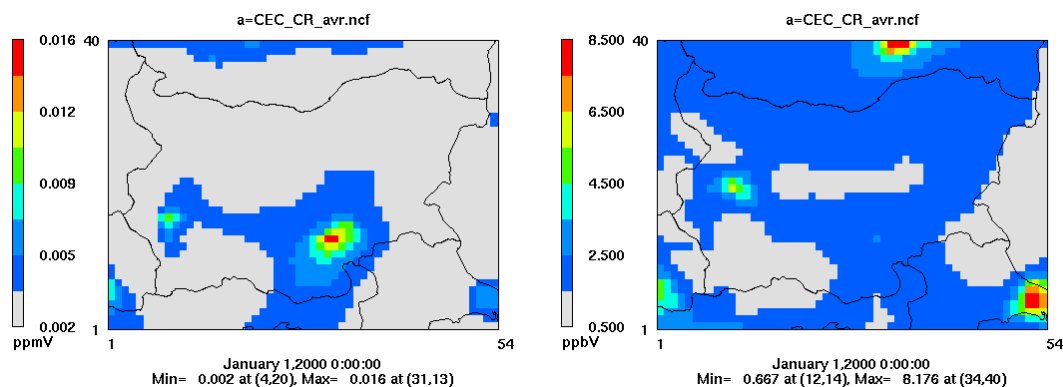 a=CEC_CR_avr.ncf
0.016
0.012
0.009
0.005
0.002
ppmV
40
1
1
54
January 1,2000 0:00:00
Min= 0.002 at (4,20), Max= 0.016 at (31,13)
a=CEC_CR_avr.ncf
8.500
6.500
4.500
2.500
0.500
ppbV
40
1
1
54
January 1,2000 0:00:00
Min= 0.667 at (12,14), Max= 8.176 at (34,40)